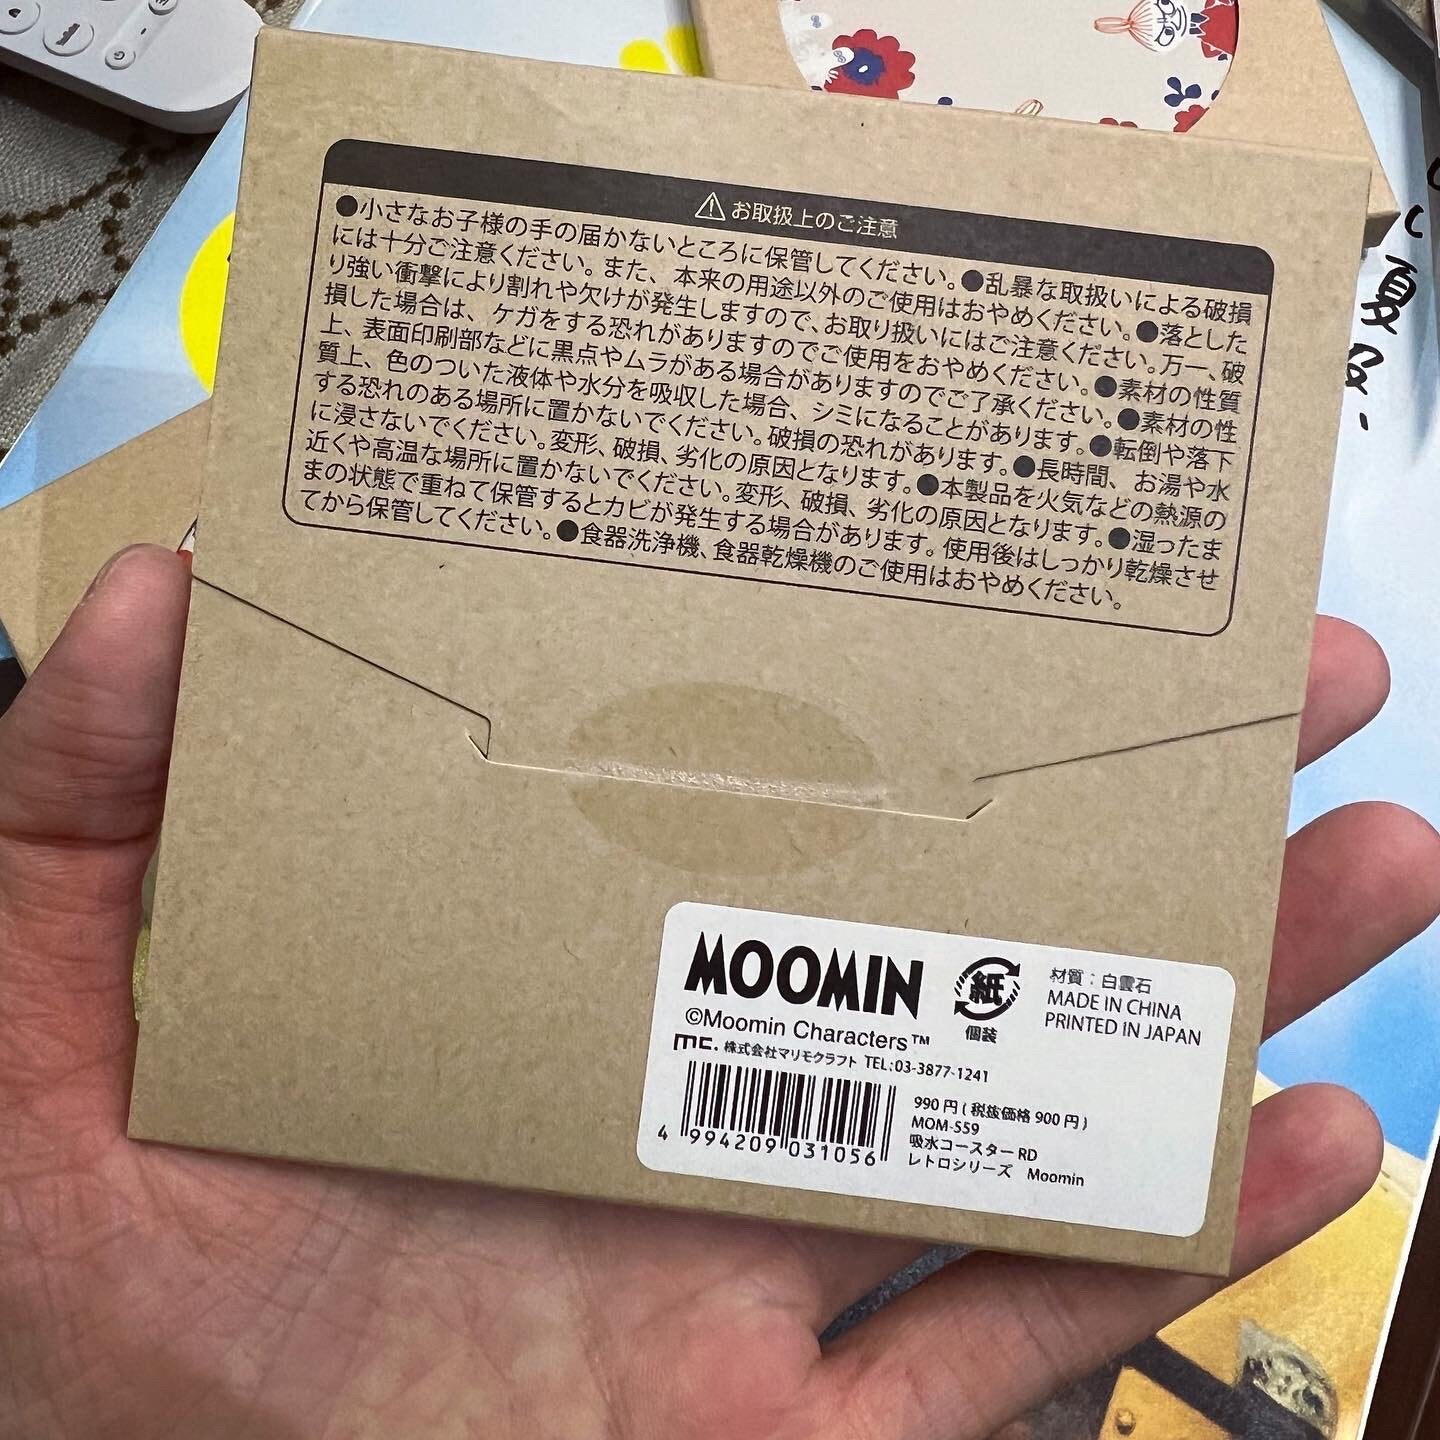 ⚠お取扱上のご注意
●小さなお子様の手の届かないところに保管してください。●乱暴な取扱いによる破損
には十分ご注意ください。また、本来の用途以外のご使用はおやめください。●落とした
り強い衝撃により割れや欠けが発生しますので、お取り扱いにはご注意ください。万一、破
損した場合は、ケガをする恐れがありますのでご使用をおやめください。●素材の性質
上、表面印刷部などに黒点やムラがある場合がありますのでご了承ください。●素材の性
質上、色のついた液体や水分を吸収した場合、シミになることがあります。●転倒や落下
する恐れのある場所に置かないでください。破損の恐れがあります。●長時間、お湯や水
に浸さないでください。変形、破損、劣化の原因となります。●本製品を火気などの熱源の
近くや高温な場所に置かないでください。変形、破損、劣化の原因となります。●湿ったま
まの状態で重ねて保管するとカビが発生する場合があります。使用後はしっかり乾燥させ
てから保管してください。●食器洗浄機、食器乾燥機のご使用はおやめください。
MOOMIN
©Moomin Characters™
紙
個装
材質：白雲石
MADE IN CHINA
PRINTED IN JAPAN
mc. 株式会社マリモクラフト TEL:03-3877-1241
4 994209 031056
990円(税抜価格900円)
MOM-559
吸水コースターRD
レトロシリーズ Moomin
夏